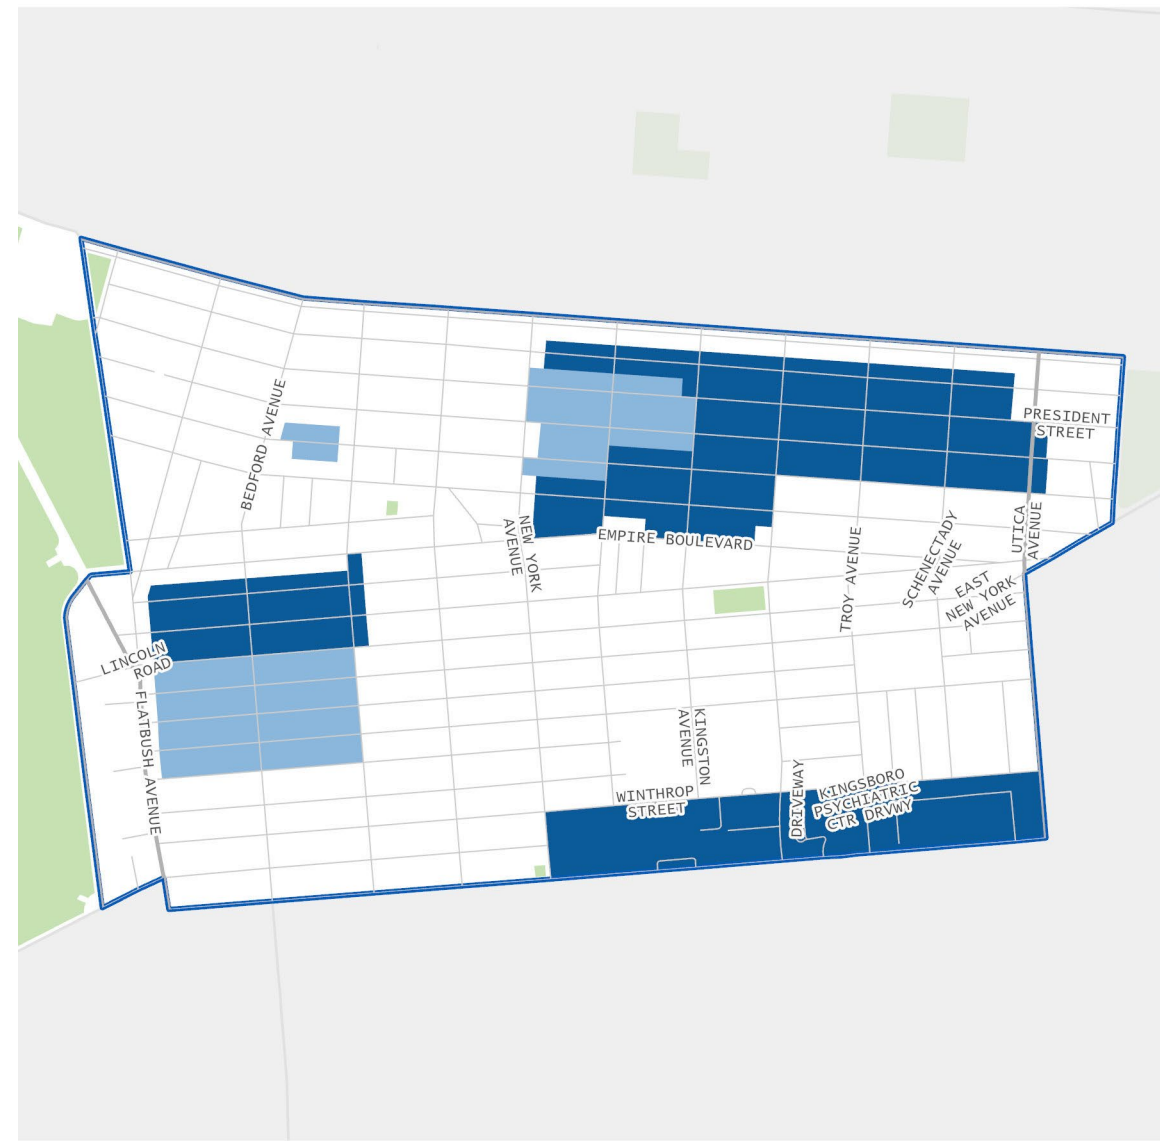 BEDFORD AVENUE
PRESIDENT
STREET
NEW YORK
AVENUE
EMPIRE BOULEVARD
TROY AVENUE
SCHENECTADY
AVENUE
UTICA
AVENUE
EAST
NEW YORK
AVENUE
LINCOLN
ROAD
FLATBUSH AVENUE
KINGSTON
AVENUE
WINTHROP
STREET
DRIVEWAY
KINGSBORO
PSYCHIATRIC
CTR DRVWY